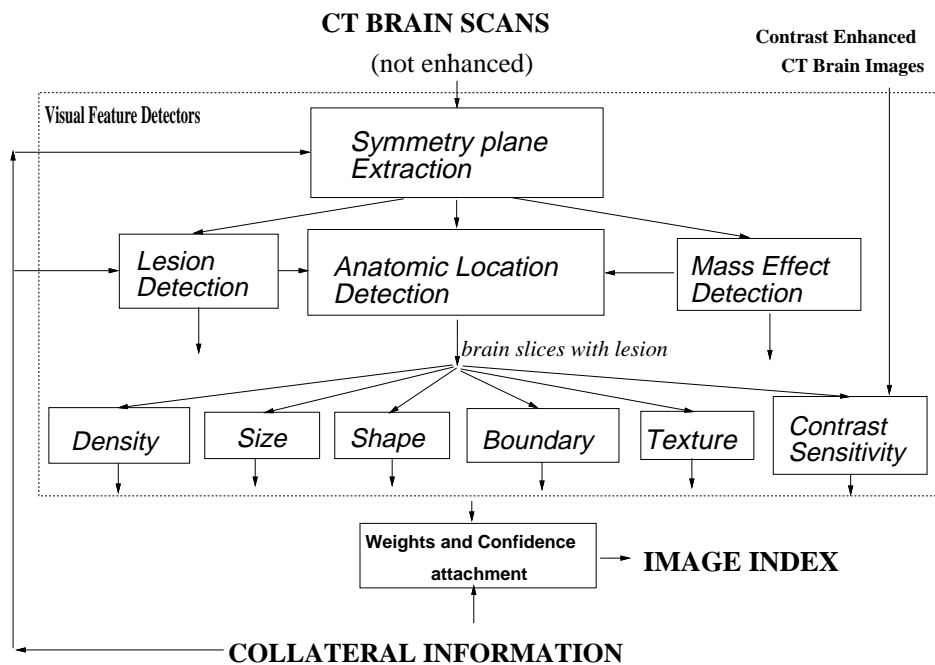 CT BRAIN SCANS
(not enhanced)
Contrast Enhanced
CT Brain Images
Visual Feature Detectors
Symmetry plane
Extraction
Lesion
Detection
Anatomic Location
Detection
Mass Effect
Detection
brain slices with lesion
Density
Size
Shape
Boundary
Texture
Contrast
Sensitivity
Weights and Confidence
attachment
IMAGE INDEX
COLLATERAL INFORMATION